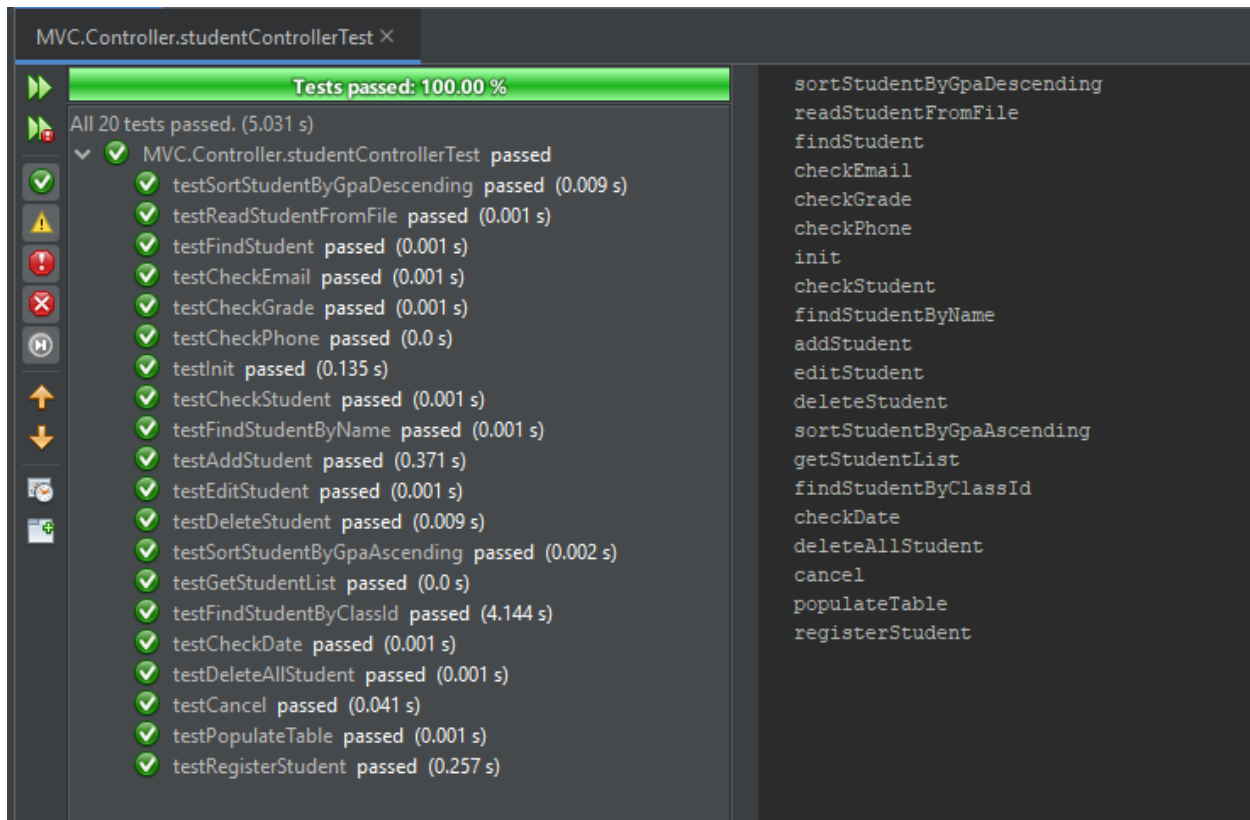 MVC.Controller.studentControllerTest ×
Tests passed: 100.00 %
All 20 tests passed. (5.031 s)
MVC.Controller.studentControllerTest passed
testSortStudentByGpaDescending passed (0.009 s)
testReadStudentFromFile passed (0.001 s)
testFindStudent passed (0.001 s)
testCheckEmail passed (0.001 s)
testCheckGrade passed (0.001 s)
testCheckPhone passed (0.0 s)
testInit passed (0.135 s)
testCheckStudent passed (0.001 s)
testFindStudentByName passed (0.001 s)
testAddStudent passed (0.371 s)
testEditStudent passed (0.001 s)
testDeleteStudent passed (0.009 s)
testSortStudentByGpaAscending passed (0.002 s)
testGetStudentList passed (0.0 s)
testFindStudentByClassId passed (4.144 s)
testCheckDate passed (0.001 s)
testDeleteAllStudent passed (0.001 s)
testCancel passed (0.041 s)
testPopulateTable passed (0.001 s)
testRegisterStudent passed (0.257 s)
sortStudentByGpaDescending
readStudentFromFile
findStudent
checkEmail
checkGrade
checkPhone
init
checkStudent
findStudentByName
addStudent
editStudent
deleteStudent
sortStudentByGpaAscending
getStudentList
findStudentByClassId
checkDate
deleteAllStudent
cancel
populateTable
registerStudent